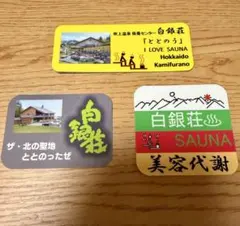 吹上温泉 保養センター 白銀荘
「ととのう」
I LOVE SAUNA
Hokkaido
Kamifurano
白銀荘
ザ・北の聖地
ととのったぜ
白銀荘♨
SAUNA
美容代謝